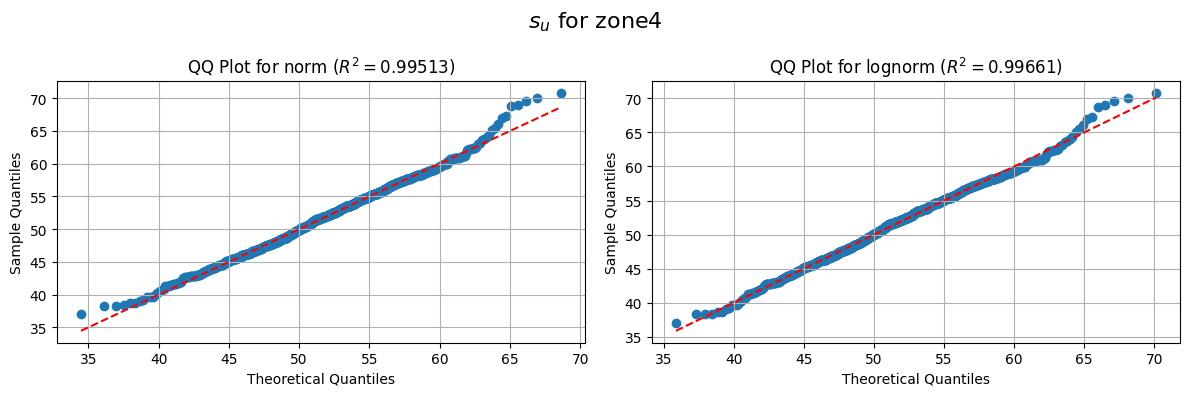 s_u for zone4
QQ Plot for norm (R² = 0.99513)
70
65
60
55
50
45
40
35
Sample Quantiles
35 40 45 50 55 60 65 70
Theoretical Quantiles
QQ Plot for lognorm (R² = 0.99661)
70
65
60
55
50
45
40
35
Sample Quantiles
35 40 45 50 55 60 65 70
Theoretical Quantiles